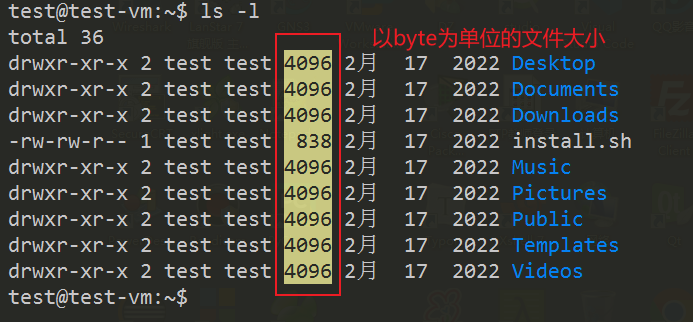 test@test-vm:~$ ls -l
total 36 以byte为单位的文件大小
drwxr-xr-x 2 test test 4096 2月  17  2022 Desktop
drwxr-xr-x 2 test test 4096 2月  17  2022 Documents
drwxr-xr-x 2 test test 4096 2月  17  2022 Downloads
-rw-rw-r-- 1 test test  838 2月  17  2022 install.sh
drwxr-xr-x 2 test test 4096 2月  17  2022 Music
drwxr-xr-x 2 test test 4096 2月  17  2022 Pictures
drwxr-xr-x 2 test test 4096 2月  17  2022 Public
drwxr-xr-x 2 test test 4096 2月  17  2022 Templates
drwxr-xr-x 2 test test 4096 2月  17  2022 Videos
test@test-vm:~$